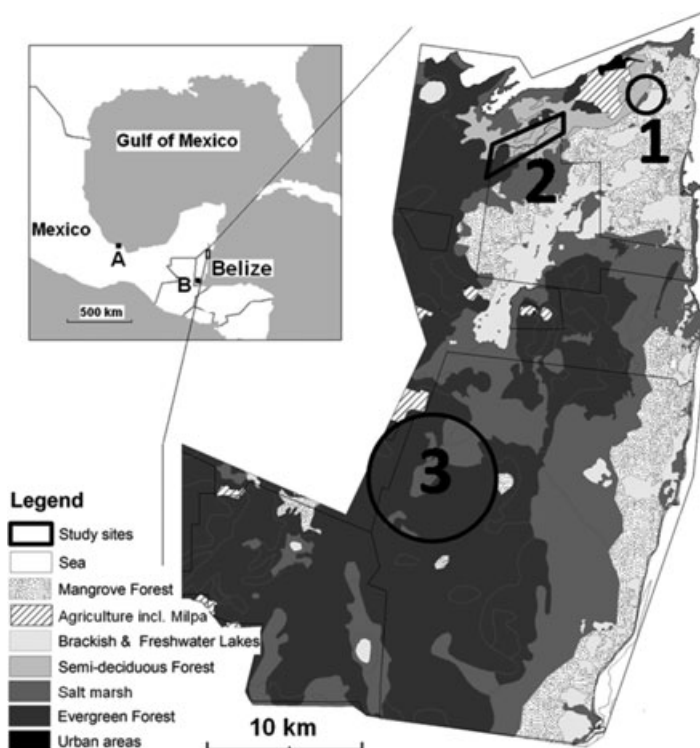 Gulf of Mexico
Mexico
A
Belize
B
500 km
1
2
3
Legend
Study sites
Sea
Mangrove Forest
Agriculture incl. Milpa
Brackish & Freshwater Lakes
Semi-deciduous Forest
Salt marsh
Evergreen Forest
Urban areas
10 km